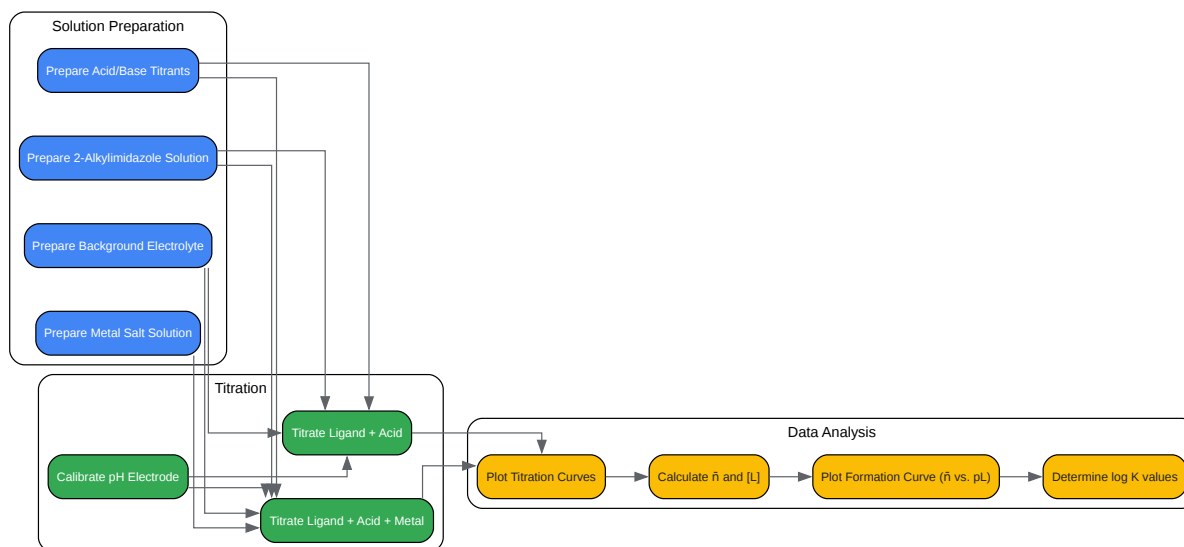 Solution Preparation
Prepare Acid/Base Titrants
Prepare 2-Alkylimidazole Solution
Prepare Background Electrolyte
Prepare Metal Salt Solution
Titration
Titrate Ligand + Acid
Calibrate pH Electrode
Titrate Ligand + Acid + Metal
Data Analysis
Plot Titration Curves
Calculate n̄ and [L]
Plot Formation Curve (n̄ vs. pL)
Determine log K values